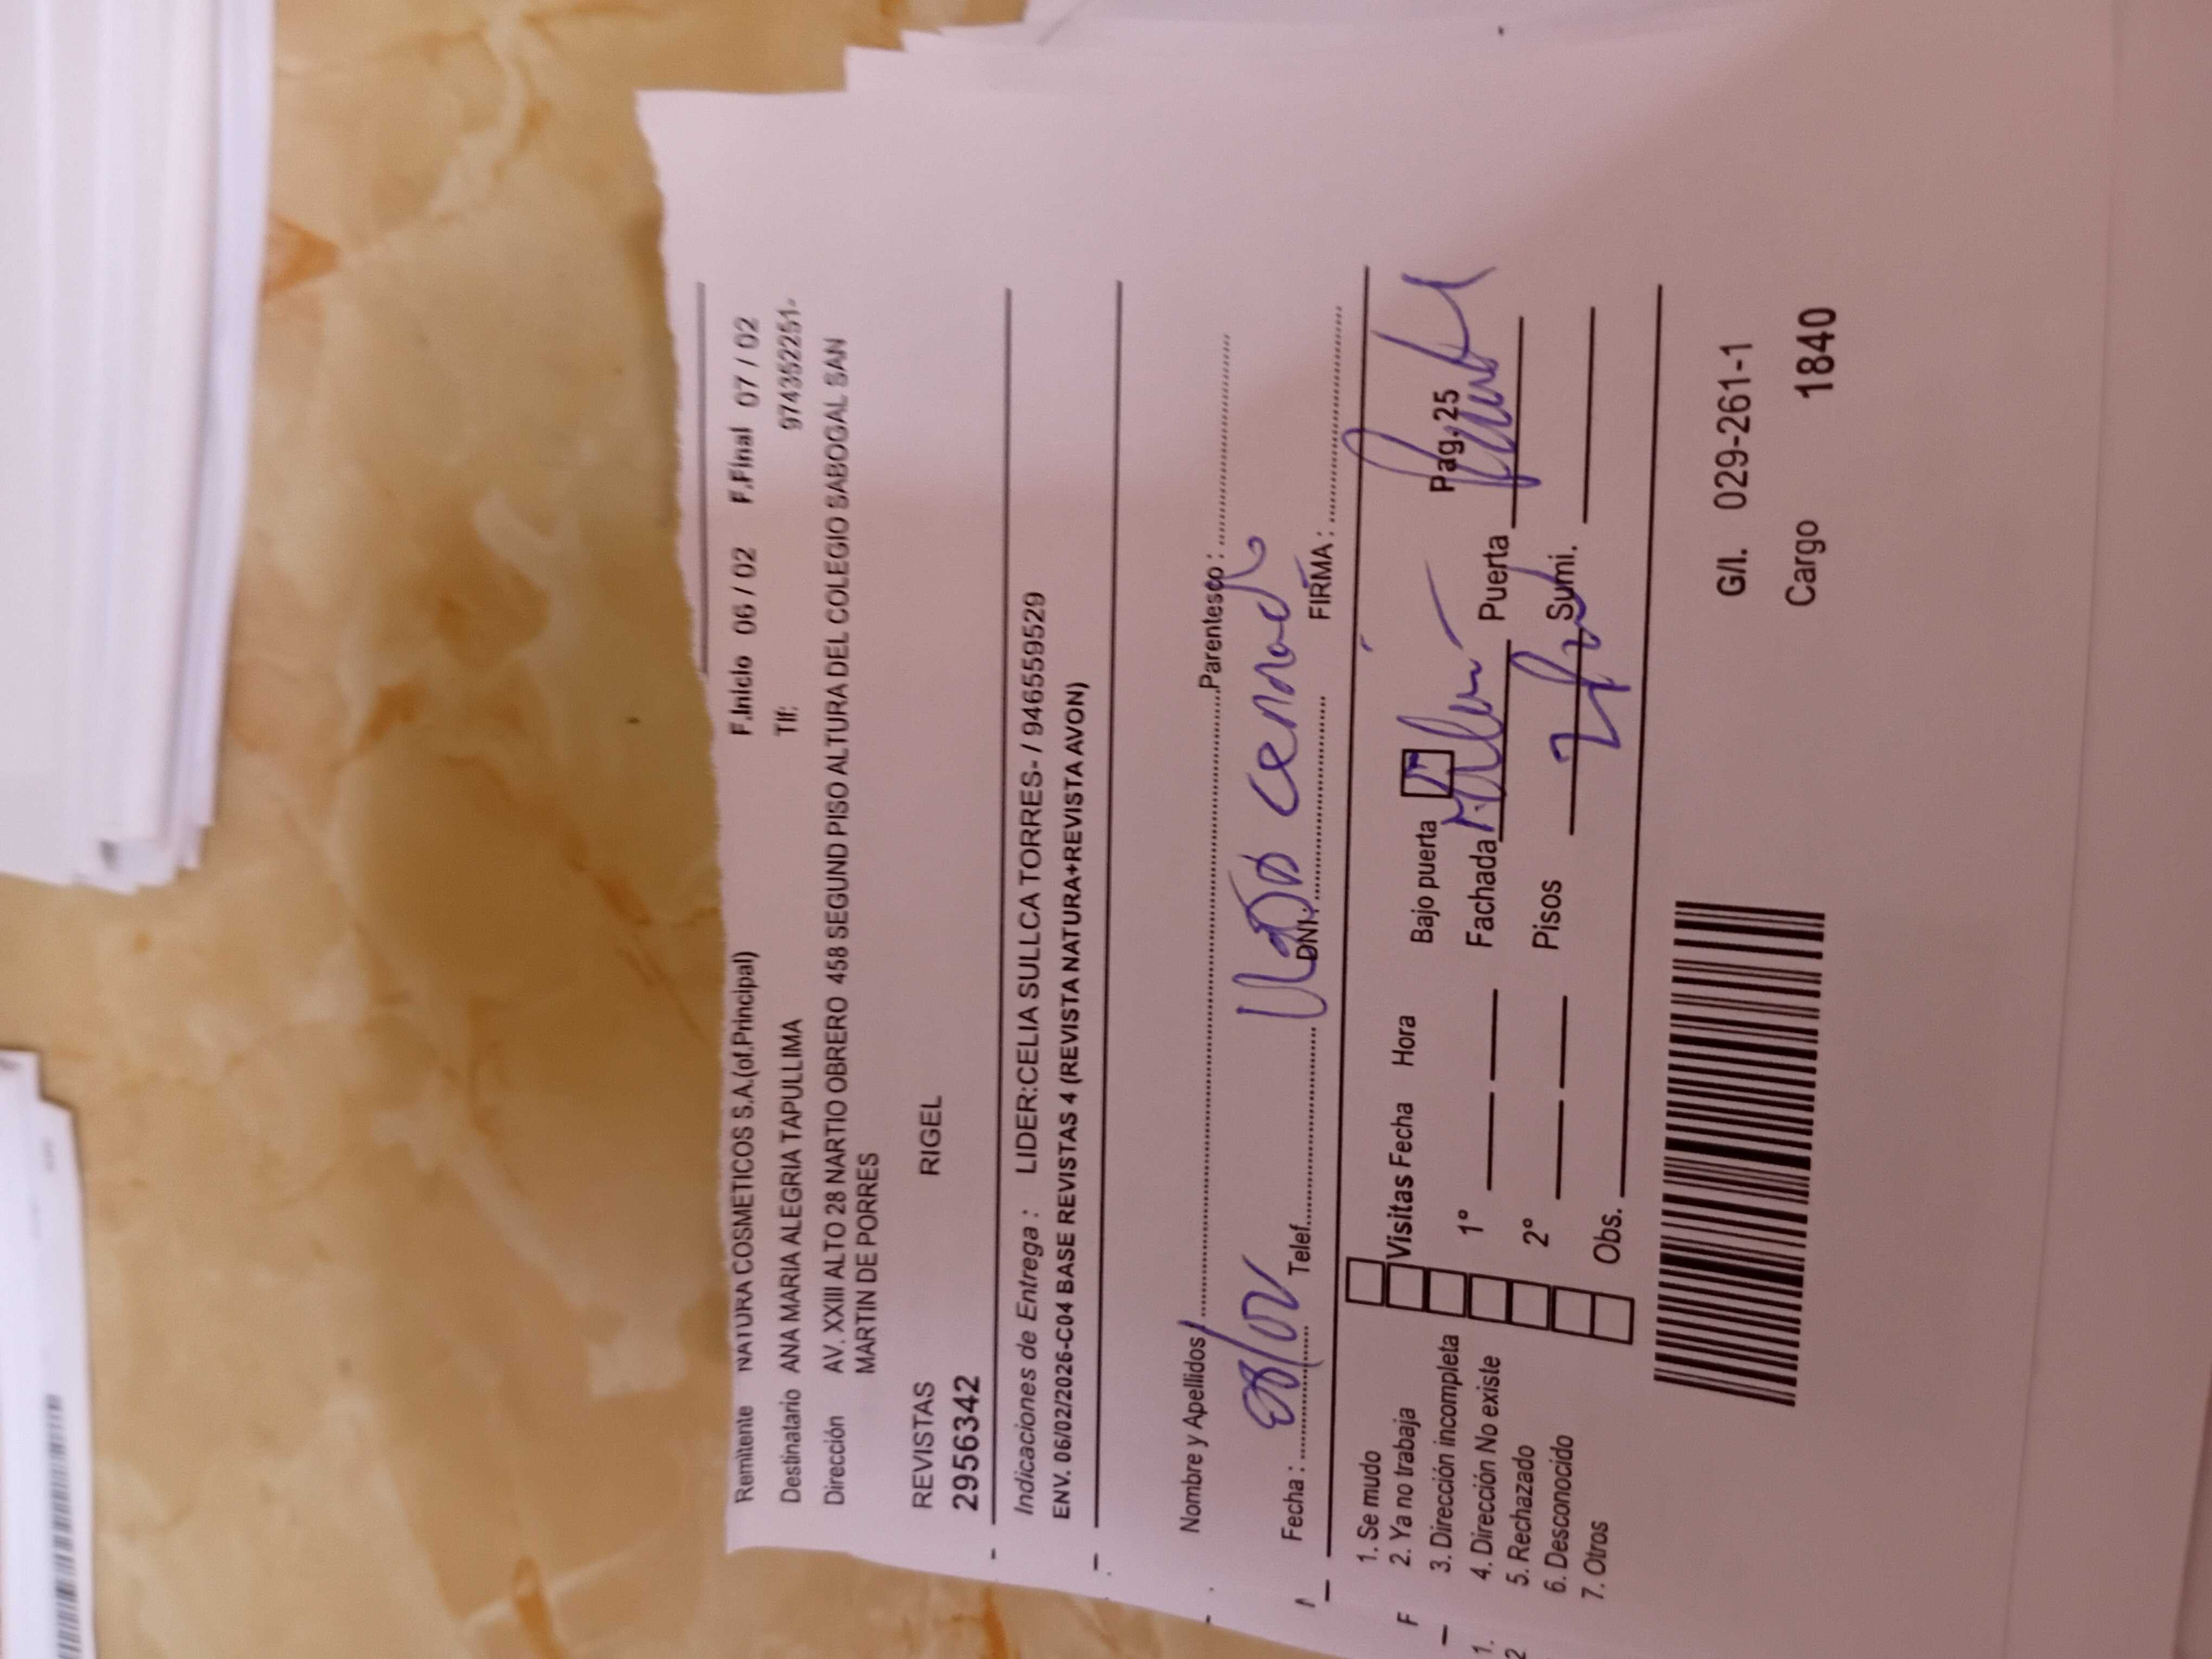 Remitente NATURA COSMETICOS S.A.(of.Principal) F.Inicio 06 / 02 F.Final 07 / 02
Destinatario ANA MARIA ALEGRIA TAPULLIMA Tlf: 974352251-
Dirección AV. XXIII ALTO 28 NARTIO OBRERO 458 SEGUND PISO ALTURA DEL COLEGIO SABOGAL SAN
MARTIN DE PORRES
REVISTAS RIGEL
2956342
Indicaciones de Entrega : LIDER:CELIA SULLCA TORRES- / 946559529
ENV. 06/02/2026-C04 BASE REVISTAS 4 (REVISTA NATURA+REVISTA AVON)
Nombre y Apellidos Parentesco :
Fecha : 08/02 Telef. DNI: FIRMA :
1. Se mudo
2. Ya no trabaja
3. Dirección incompleta
4. Dirección No existe
5. Rechazado
6. Desconocido
7. Otros
Visitas Fecha Hora Bajo puerta Pag.25
1° Fachada Puerta
2° Pisos Sumi.
Obs.
G/I. 029-261-1
Cargo 1840
F
1.
2